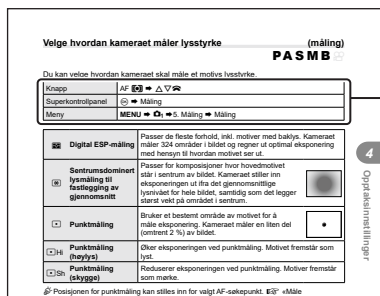 Velge hvordan kameraet måler lysstyrke (måling)
PASMB
Du kan velge hvordan kameraet skal måle et motivs lysstyrke.
Knapp AF
Superkontrollpanel ➡ Måling
Meny MENU ➡ ➡ 5. Måling ➡ Måling
Digital ESP-måling
Passer de fleste forhold, inkl. motiver med baklys. Kameraet
måler 324 områder i bildet og regner ut optimal eksponering
med hensyn til hvordan motivet ser ut.
Sentrumsdominert
lysmåling til
fastlegging av
gjennomsnitt
Passer for komposisjoner hvor hovedmotivet
står i sentrum av bildet. Kameraet stiller inn
eksponeringen ut ifra det gjennomsnittlige
lysnivået for hele bildet, samtidig som det legger
størst vekt på området i sentrum.
Punktmåling
Bruker et bestemt område av motivet for å
måle eksponering. Kameraet måler en liten del
(omtrent 2 %) av bildet.
Hi Punktmåling
(høylys)
Øker eksponeringen ved punktmåling. Motivet fremstår som
lyst.
Sh Punktmåling
(skygge)
Reduserer eksponeringen ved punktmåling. Motiver fremstår
som mørke.
Posisjonen for punktmåling kan stilles inn for valgt AF-søkepunkt. «Måle
4
Opptaksinnstillinger